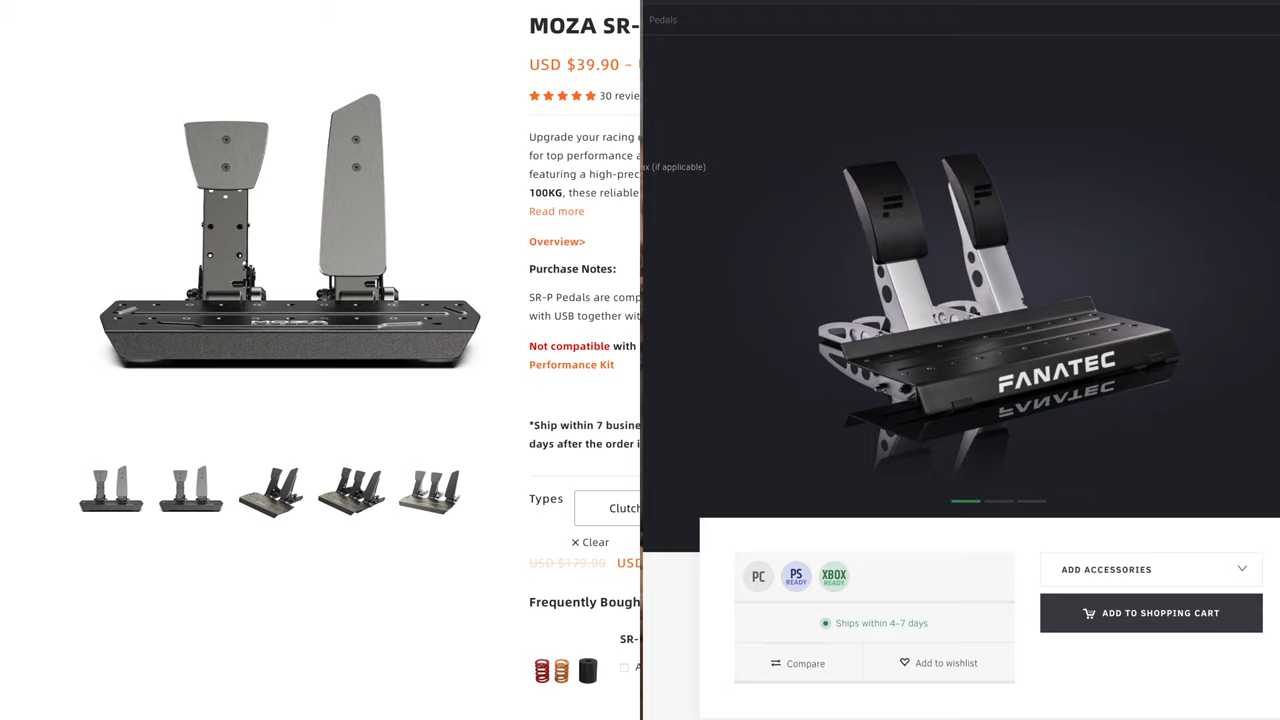 MOZA SR-
USD $39.90 –
30 revie
Upgrade your racing
for top performance a
featuring a high-prec
100KG, these reliable
Read more
Overview>
Purchase Notes:
SR-P Pedals are comp
with USB together wit
Not compatible with
Performance Kit
*Ship within 7 busine
days after the order i
Types
Clutch
× Clear
USD $179.00 USD
Frequently Bough
SR-
MOZA
Pedals
x (if applicable)
FANATEC
PC
PS
READY
XBOX
READY
Ships within 4-7 days
Compare
Add to wishlist
ADD ACCESSORIES
ADD TO SHOPPING CART